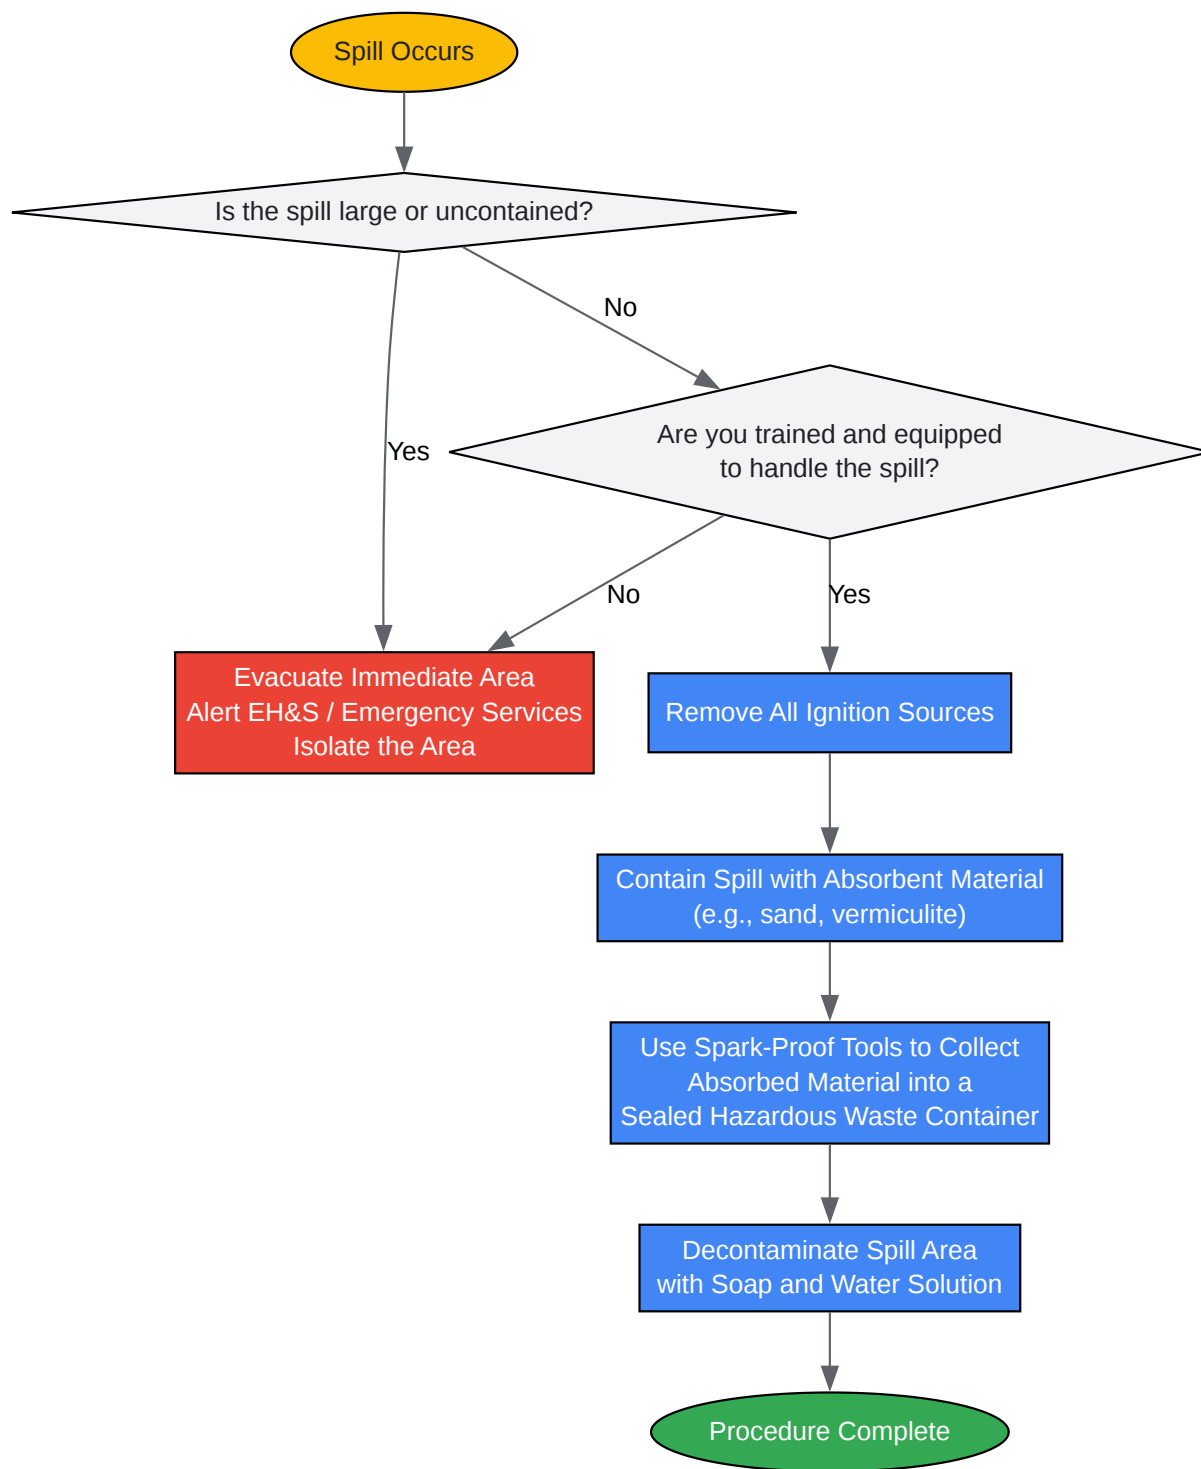 Spill Occurs
Is the spill large or uncontained?
No
Are you trained and equipped
to handle the spill?
Yes
No
Yes
Evacuate Immediate Area
Alert EH&S / Emergency Services
Isolate the Area
Remove All Ignition Sources
Contain Spill with Absorbent Material
(e.g., sand, vermiculite)
Use Spark-Proof Tools to Collect
Absorbed Material into a
Sealed Hazardous Waste Container
Decontaminate Spill Area
with Soap and Water Solution
Procedure Complete